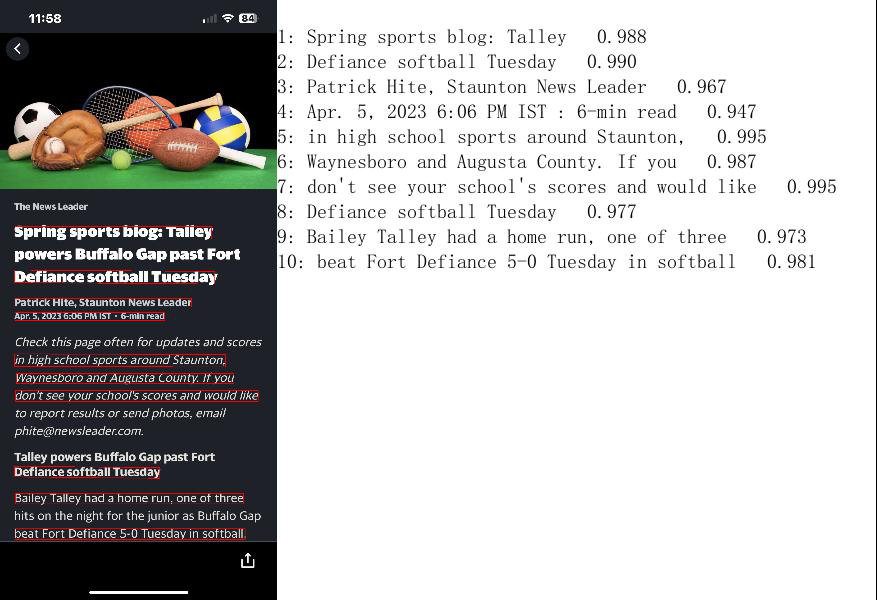 11:58
84
The News Leader
Spring sports blog: Talley
powers Buffalo Gap past Fort
Defiance softball Tuesday
Patrick Hite, Staunton News Leader
Apr. 5, 2023 6:06 PM IST • 6-min read
Check this page often for updates and scores
in high school sports around Staunton,
Waynesboro and Augusta County. If you
don't see your school's scores and would like
to report results or send photos, email
phite@newsleader.com.
Talley powers Buffalo Gap past Fort
Defiance softball Tuesday
Bailey Talley had a home run, one of three
hits on the night for the junior as Buffalo Gap
beat Fort Defiance 5-0 Tuesday in softball.
1: Spring sports blog: Talley 0.988
2: Defiance softball Tuesday 0.990
3: Patrick Hite, Staunton News Leader 0.967
4: Apr. 5, 2023 6:06 PM IST : 6-min read 0.947
5: in high school sports around Staunton, 0.995
6: Waynesboro and Augusta County. If you 0.987
7: don't see your school's scores and would like 0.995
8: Defiance softball Tuesday 0.977
9: Bailey Talley had a home run, one of three 0.973
10: beat Fort Defiance 5-0 Tuesday in softball 0.981